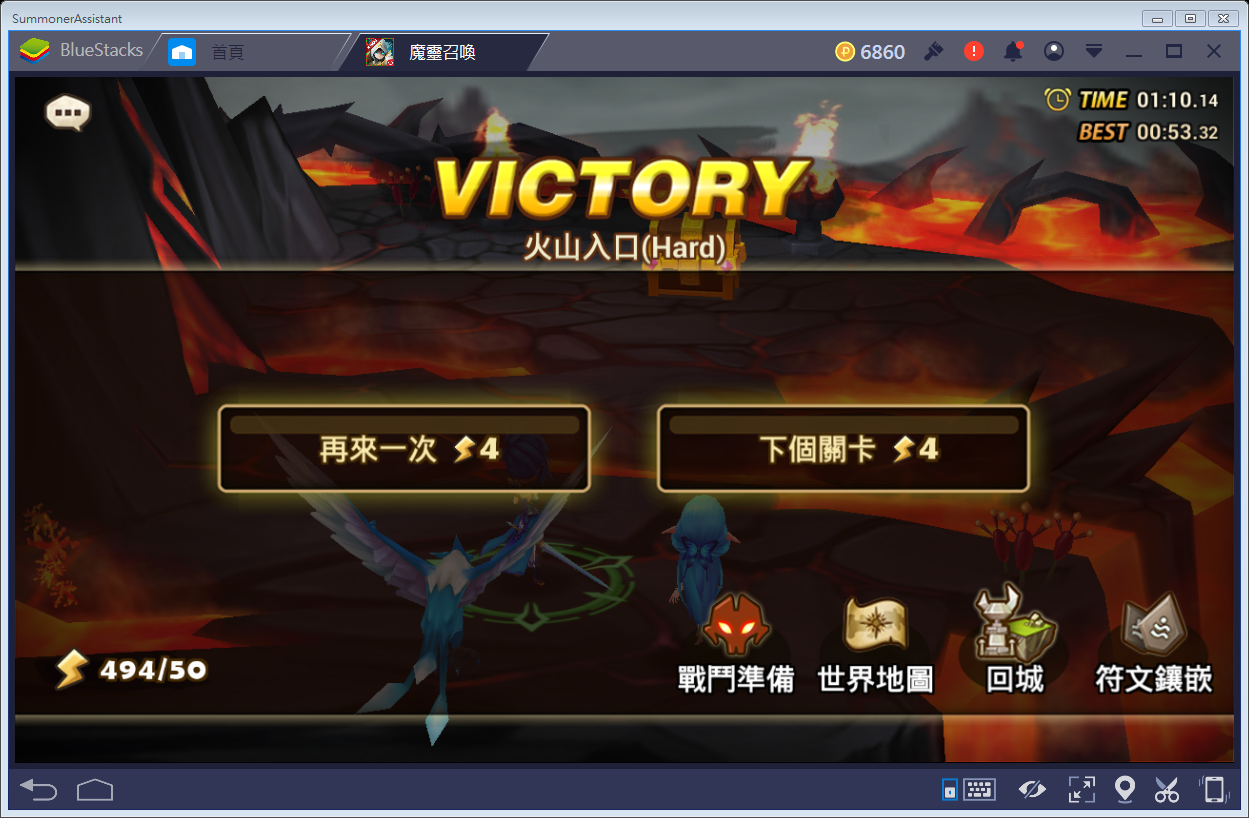 SummonerAssistant
BlueStacks
首頁
魔靈召喚
6860
TIME 01:10.14
BEST 00:53.32
VICTORY
火山入口(Hard)
再來一次 4
下個關卡 4
494/50
戰鬥準備
世界地圖
回城
符文鑲嵌